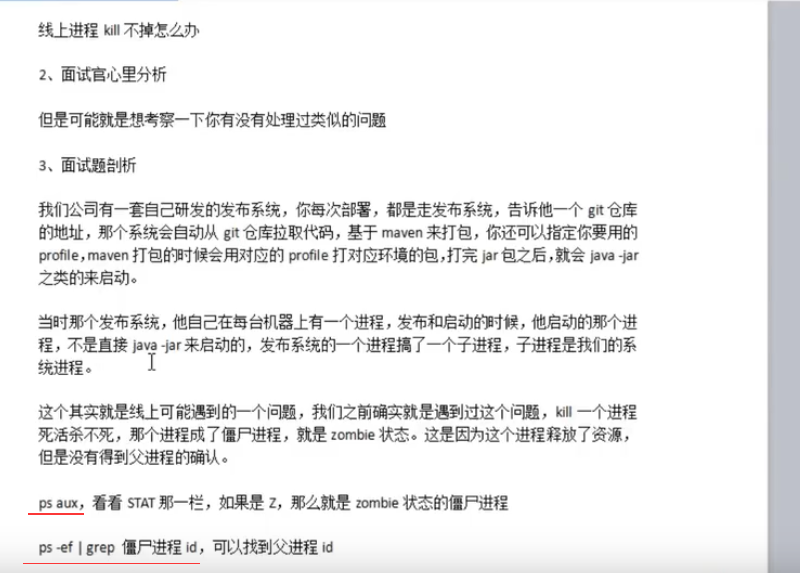 线上进程 kill 不掉怎么办
2、面试官心里分析
但是可能就是想考察一下你有没有处理过类似的问题
3、面试题剖析
我们公司有一套自己研发的发布系统，你每次部署，都是走发布系统，告诉他一个 git 仓库
的地址，那个系统会自动从 git 仓库拉取代码，基于 maven 来打包，你还可以指定你要用的
profile，maven 打包的时候会用对应的 profile 打对应环境的包，打完 jar 包之后，就会 java -jar
之类的来启动。
当时那个发布系统，他自己在每台机器上有一个进程，发布和启动的时候，他启动的那个进
程，不是直接 java -jar 来启动的，发布系统的一个进程搞了一个子进程，子进程是我们的系
统进程。
这个其实就是线上可能遇到的一个问题，我们之前确实就是遇到过这个问题，kill 一个进程
死活杀不死，那个进程成了僵尸进程，就是 zombie 状态。这是因为这个进程释放了资源，
但是没有得到父进程的确认。
ps aux，看看 STAT 那一栏，如果是 Z，那么就是 zombie 状态的僵尸进程
ps -ef | grep 僵尸进程 id，可以找到父进程 id